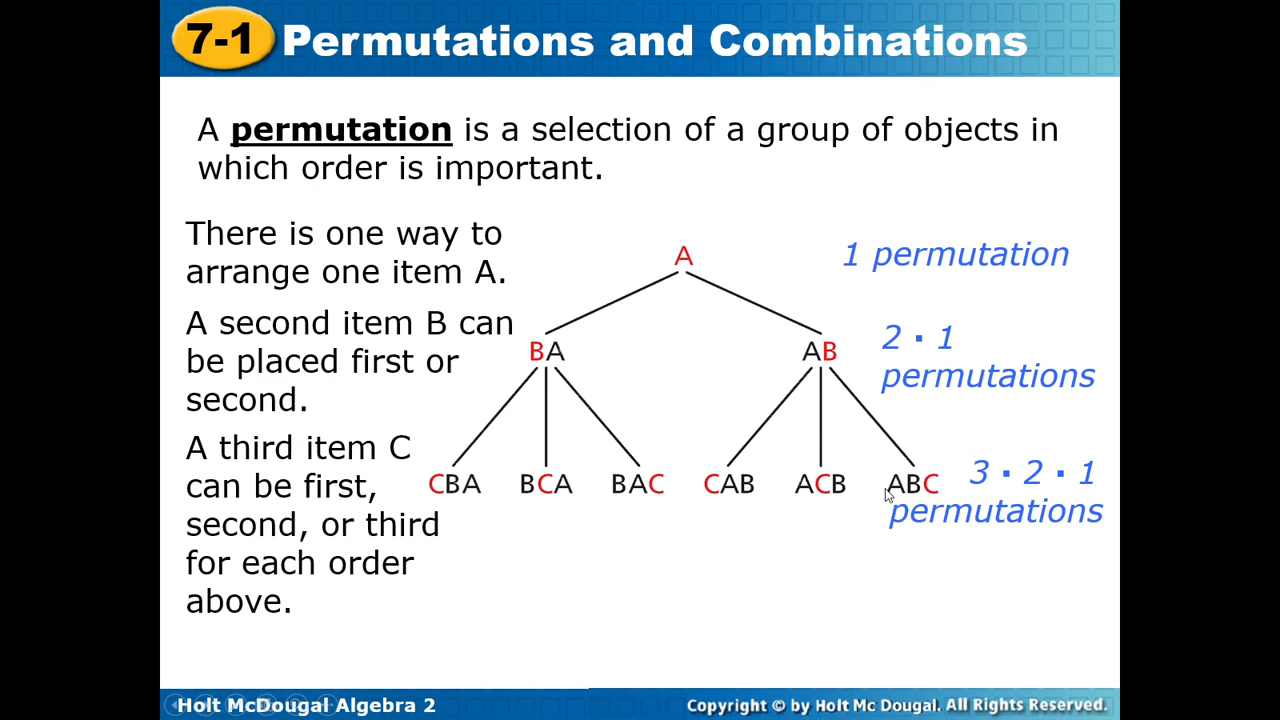 7-1 Permutations and Combinations
A permutation is a selection of a group of objects in
which order is important.
There is one way to
arrange one item A.
A
1 permutation
A second item B can
be placed first or
second.
BA AB
2 · 1
permutations
A third item C
can be first,
second, or third
for each order
above.
CBA BCA BAC CAB ACB ABC
3 · 2 · 1
permutations
Holt McDougal Algebra 2
Copyright © by Holt Mc Dougal. All Rights Reserved.